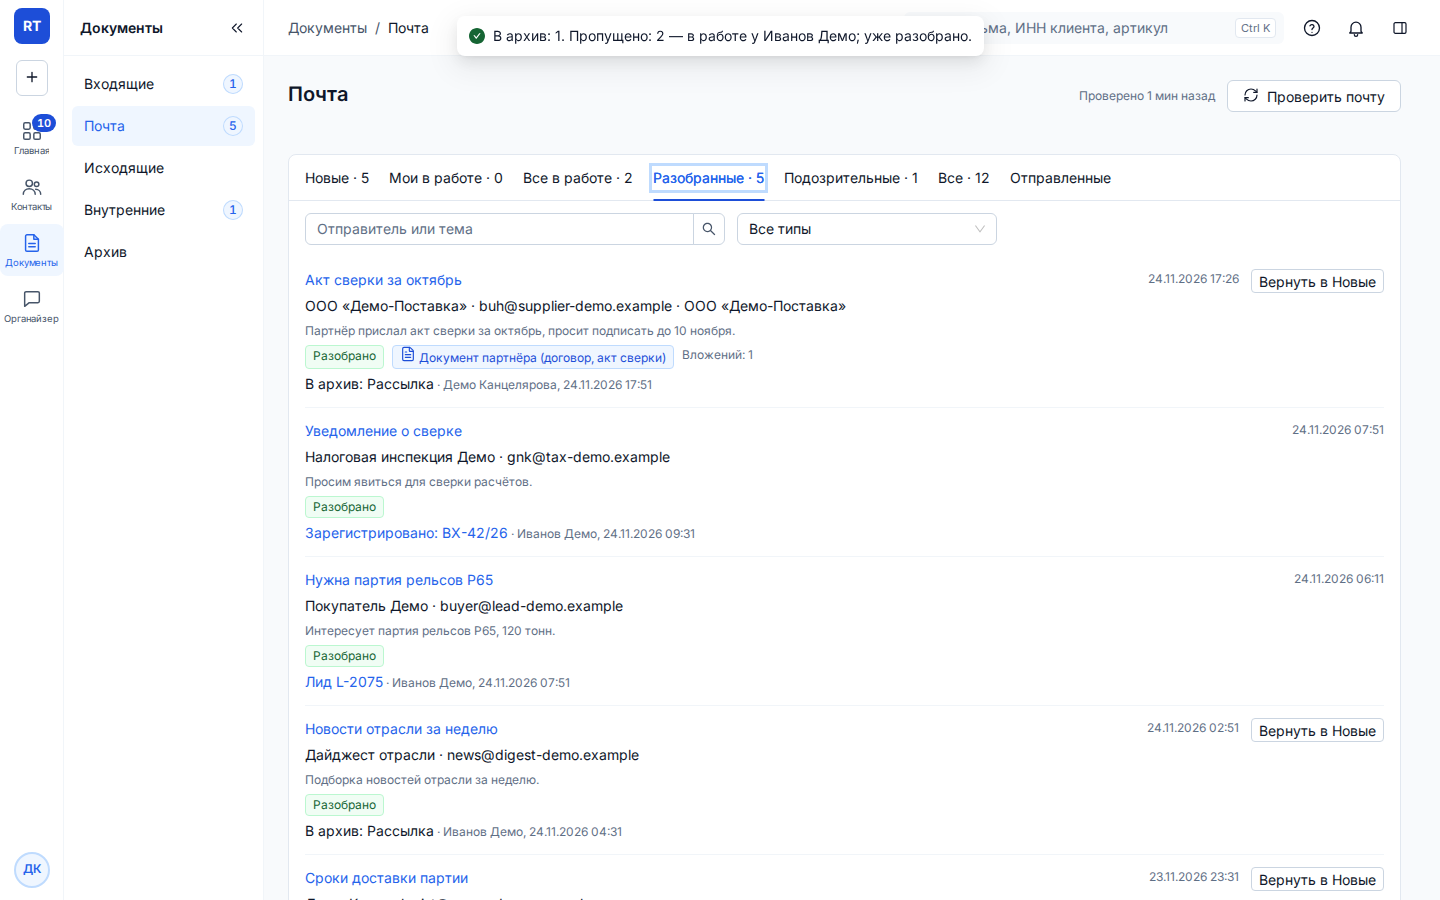 RT
Документы
Документы / Почта
В архив: 1. Пропущено: 2 — в работе у Иванов Демо; уже разобрано.
ИНН клиента, артикул
Ctrl K
10
Главная
Контакты
Документы
Органайзер
ДК
Входящие 1
Почта 5
Исходящие
Внутренние 1
Архив
Почта
Проверено 1 мин назад
Проверить почту
Новые · 5
Мои в работе · 0
Все в работе · 2
Разобранные · 5
Подозрительные · 1
Все · 12
Отправленные
Отправитель или тема
Все типы
Акт сверки за октябрь
24.11.2026 17:26
Вернуть в Новые
ООО «Демо-Поставка» · buh@supplier-demo.example · ООО «Демо-Поставка»
Партнёр прислал акт сверки за октябрь, просит подписать до 10 ноября.
Разобрано
Документ партнёра (договор, акт сверки)
Вложений: 1
В архив: Рассылка · Демо Канцелярова, 24.11.2026 17:51
Уведомление о сверке
24.11.2026 07:51
Налоговая инспекция Демо · gnk@tax-demo.example
Просим явиться для сверки расчётов.
Разобрано
Зарегистрировано: ВХ-42/26 · Иванов Демо, 24.11.2026 09:31
Нужна партия рельсов Р65
24.11.2026 06:11
Покупатель Демо · buyer@lead-demo.example
Интересует партия рельсов Р65, 120 тонн.
Разобрано
Лид L-2075 · Иванов Демо, 24.11.2026 07:51
Новости отрасли за неделю
24.11.2026 02:51
Вернуть в Новые
Дайджест отрасли · news@digest-demo.example
Подборка новостей отрасли за неделю.
Разобрано
В архив: Рассылка · Иванов Демо, 24.11.2026 04:31
Сроки доставки партии
23.11.2026 23:31
Вернуть в Новые